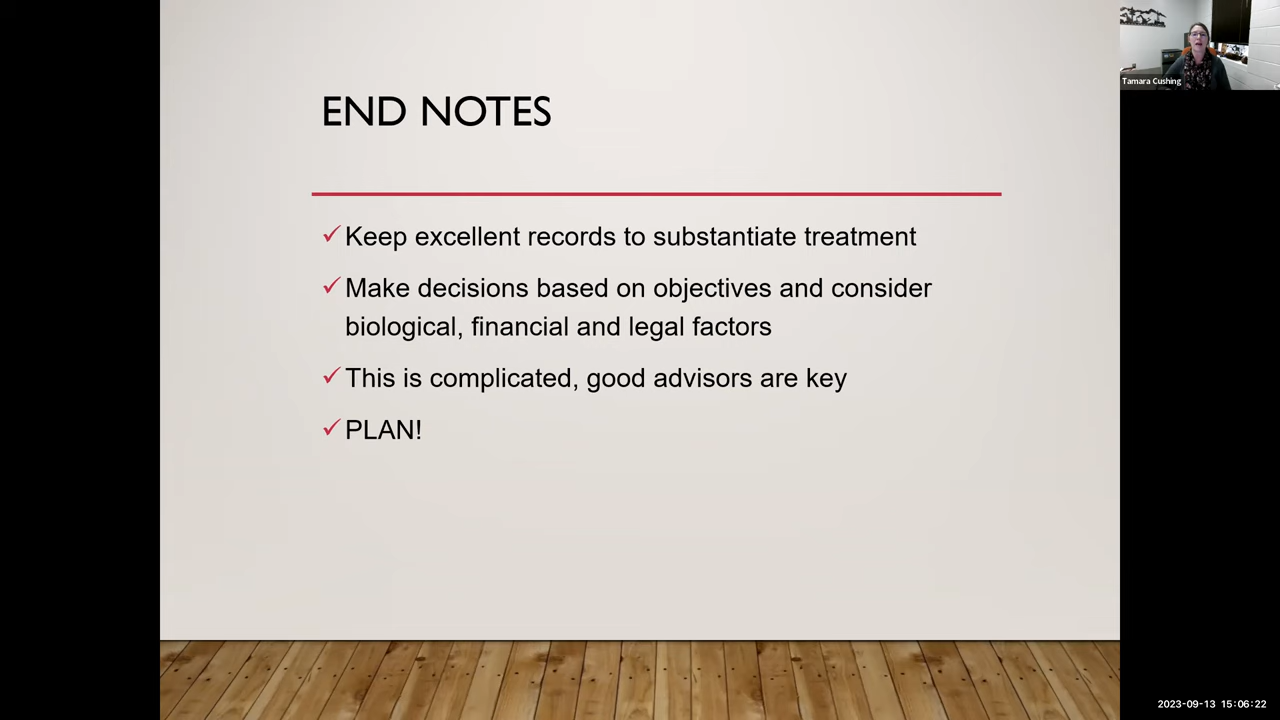 Tamara Cushing
END NOTES
✓Keep excellent records to substantiate treatment
✓Make decisions based on objectives and consider
biological, financial and legal factors
✓This is complicated, good advisors are key
✓PLAN!
2023-09-13 15:06:22